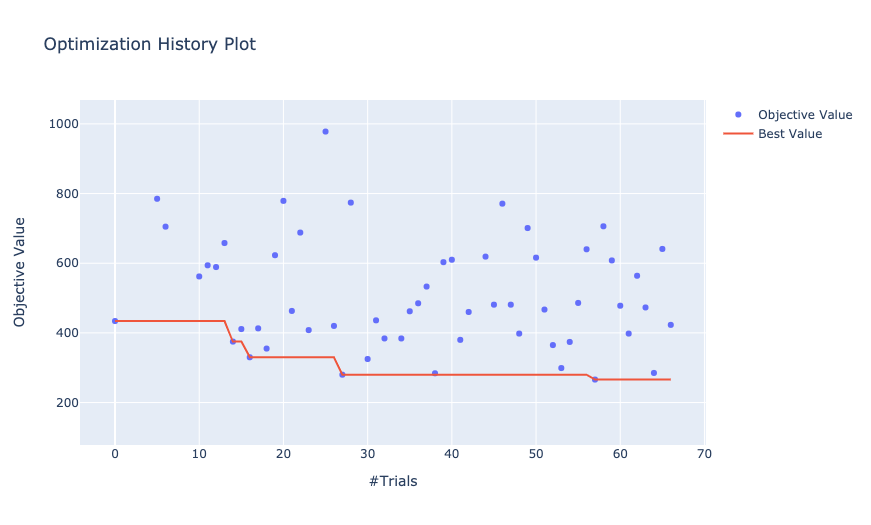 Optimization History Plot
Objective Value
Best Value
1000
800
600
400
200
Objective Value
0 10 20 30 40 50 60 70
#Trials